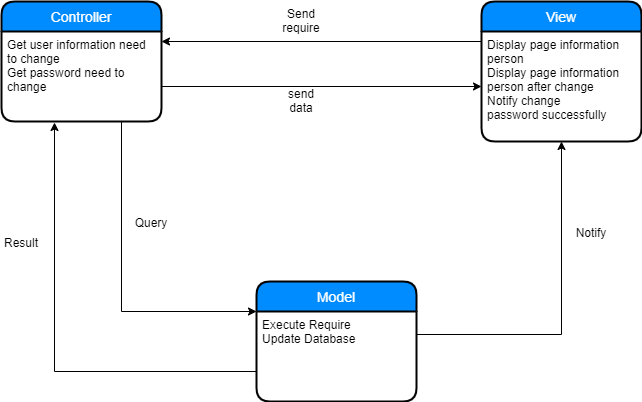 Controller
Get user information need
to change
Get password need to
change
Send
require
send
data
View
Display page information
person
Display page information
person after change
Notify change
password successfully
Result
Query
Notify
Model
Execute Require
Update Database